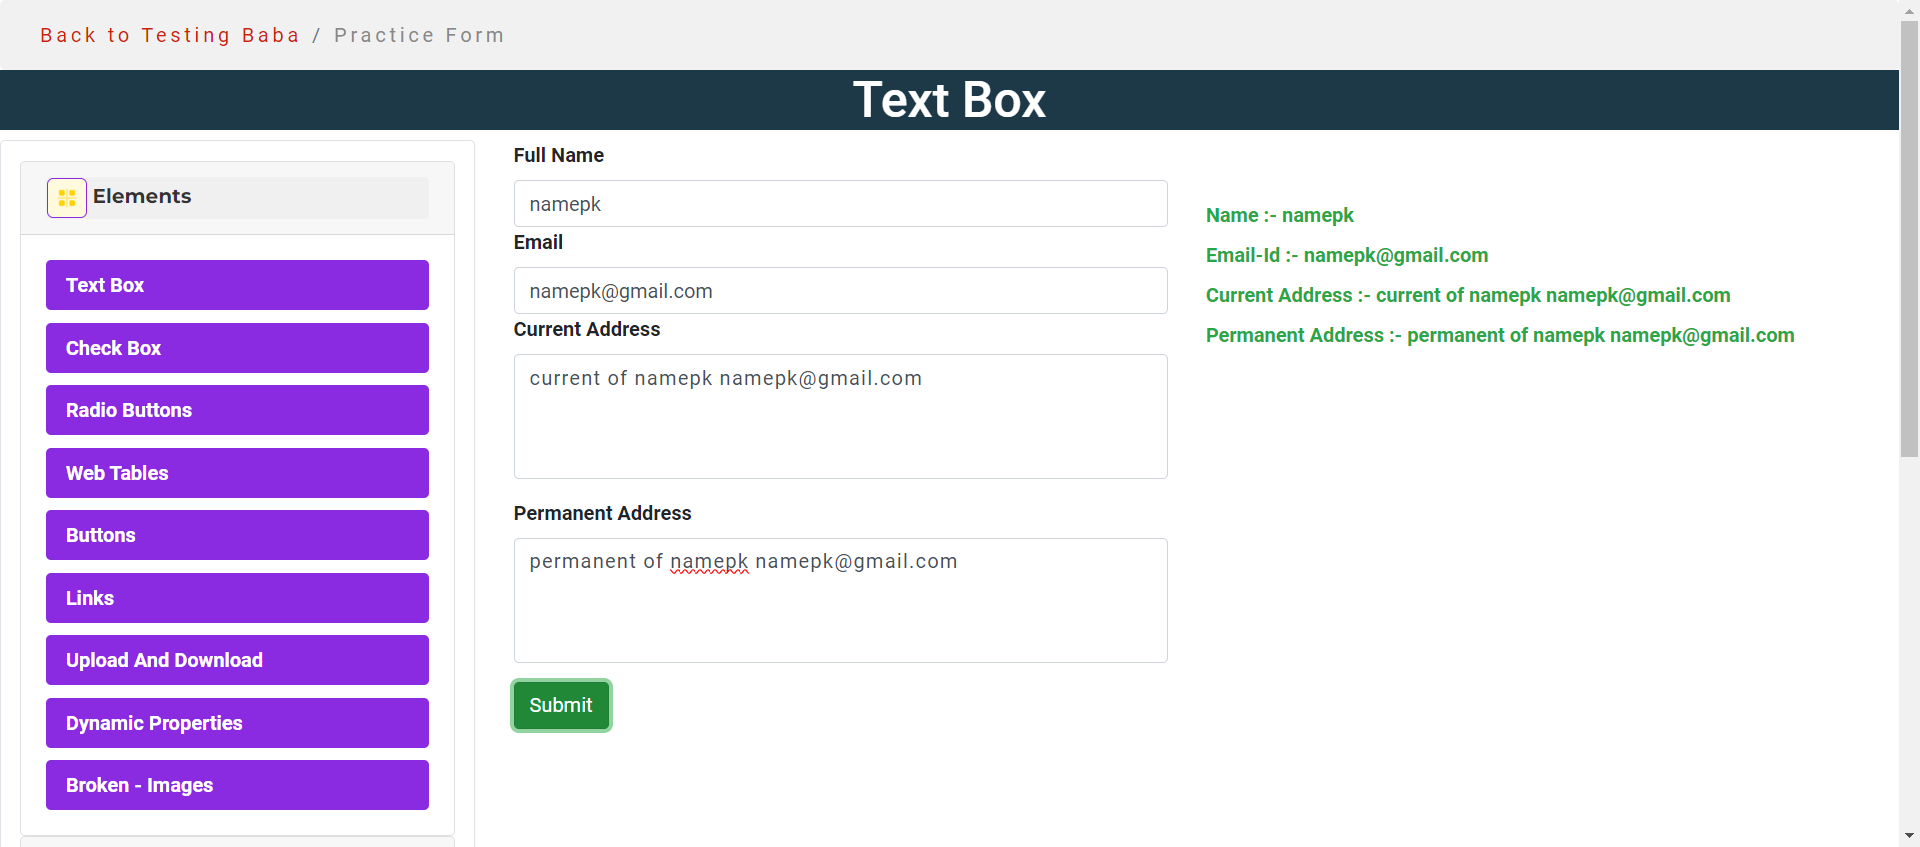 Back to Testing Baba / Practice Form
Text Box
Elements
Text Box
Check Box
Radio Buttons
Web Tables
Buttons
Links
Upload And Download
Dynamic Properties
Broken - Images
Full Name
namepk
Email
namepk@gmail.com
Current Address
current of namepk namepk@gmail.com
Permanent Address
permanent of namepk namepk@gmail.com
Submit
Name :- namepk
Email-Id :- namepk@gmail.com
Current Address :- current of namepk namepk@gmail.com
Permanent Address :- permanent of namepk namepk@gmail.com